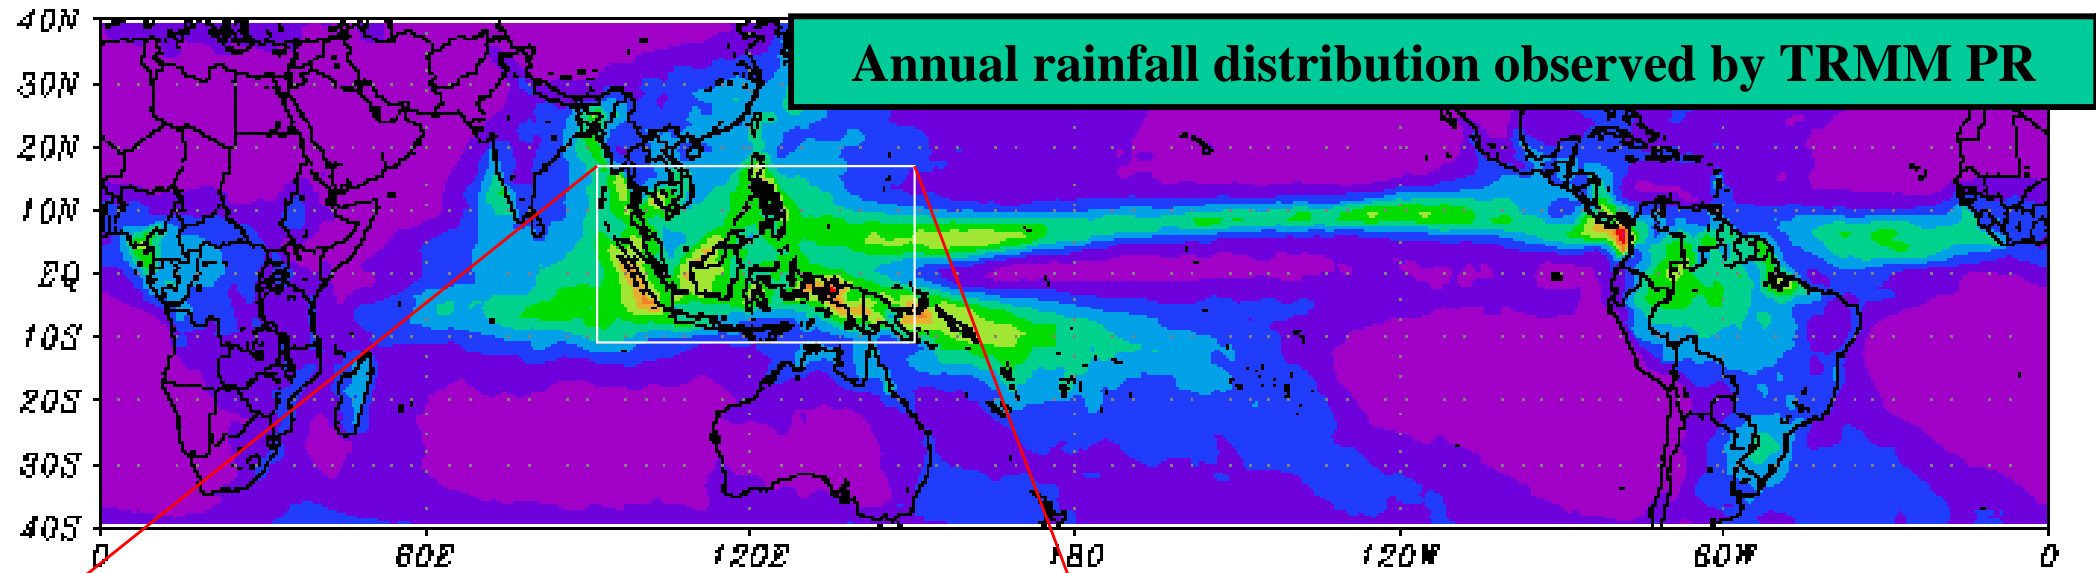 Annual rainfall distribution observed by TRMM PR
40N
30N
20N
10N
EQ
10S
20S
30S
40S
0 60E 120E 180 120W 60W 0